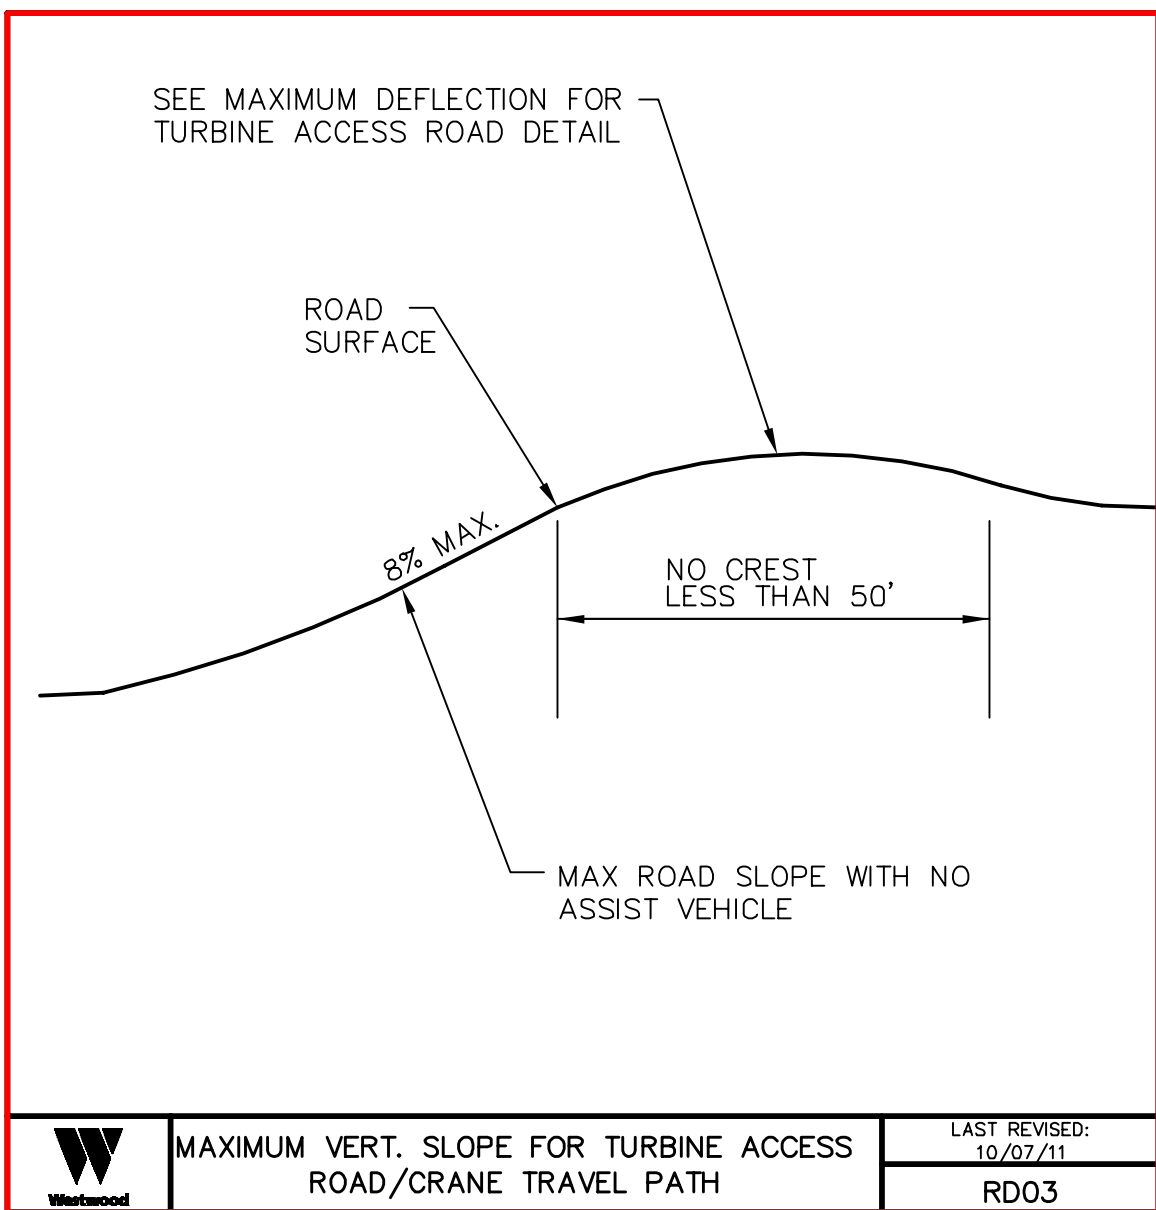 SEE MAXIMUM DEFLECTION FOR
TURBINE ACCESS ROAD DETAIL
ROAD
SURFACE
8% MAX.
NO CREST
LESS THAN 50'
MAX ROAD SLOPE WITH NO
ASSIST VEHICLE
Westwood
MAXIMUM VERT. SLOPE FOR TURBINE ACCESS
ROAD/CRANE TRAVEL PATH
LAST REVISED:
10/07/11
RD03